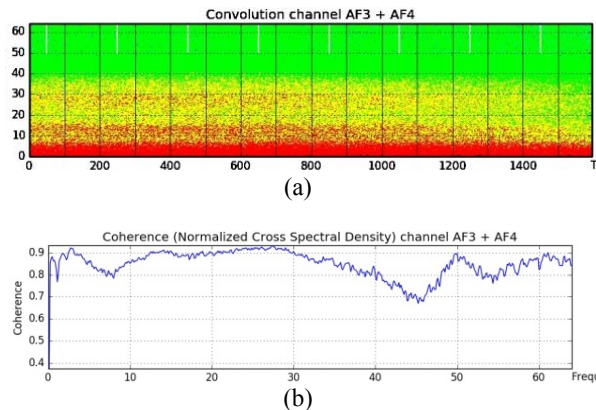 Convolution channel AF3 + AF4
60
50
40
30
20
10
0
0 200 400 600 800 1000 1200 1400 T
(a)
Coherence (Normalized Cross Spectral Density) channel AF3 + AF4
Coherence
0.9
0.8
0.7
0.6
0.5
0.4
0 10 20 30 40 50 60 Frequ
(b)